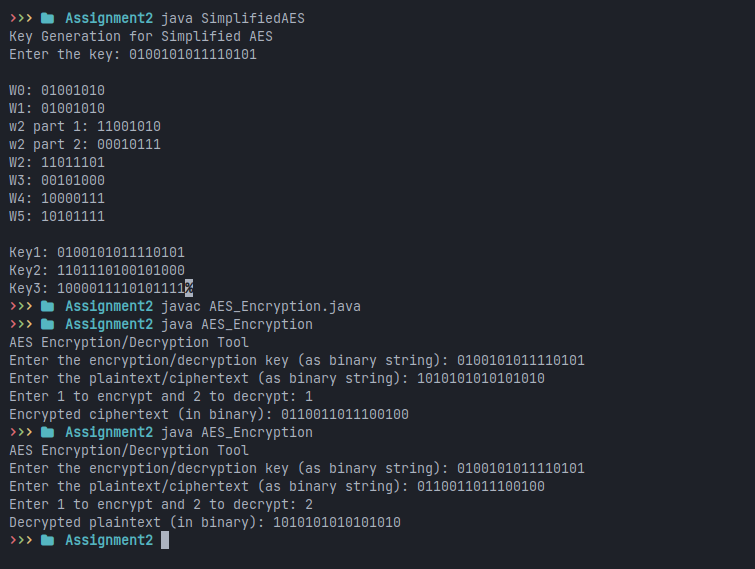 >>> Assignment2 java SimplifiedAES
Key Generation for Simplified AES
Enter the key: 0100101011110101
W0: 01001010
W1: 01001010
w2 part 1: 11001010
w2 part 2: 00010111
W2: 11011101
W3: 00101000
W4: 10000111
W5: 10101111
Key1: 0100101011110101
Key2: 1101110100101000
Key3: 1000011110101111%
>>> Assignment2 javac AES_Encryption.java
>>> Assignment2 java AES_Encryption
AES Encryption/Decryption Tool
Enter the encryption/decryption key (as binary string): 0100101011110101
Enter the plaintext/ciphertext (as binary string): 1010101010101010
Enter 1 to encrypt and 2 to decrypt: 1
Encrypted ciphertext (in binary): 0110011011100100
>>> Assignment2 java AES_Encryption
AES Encryption/Decryption Tool
Enter the encryption/decryption key (as binary string): 0100101011110101
Enter the plaintext/ciphertext (as binary string): 0110011011100100
Enter 1 to encrypt and 2 to decrypt: 2
Decrypted plaintext (in binary): 1010101010101010
>>> Assignment2